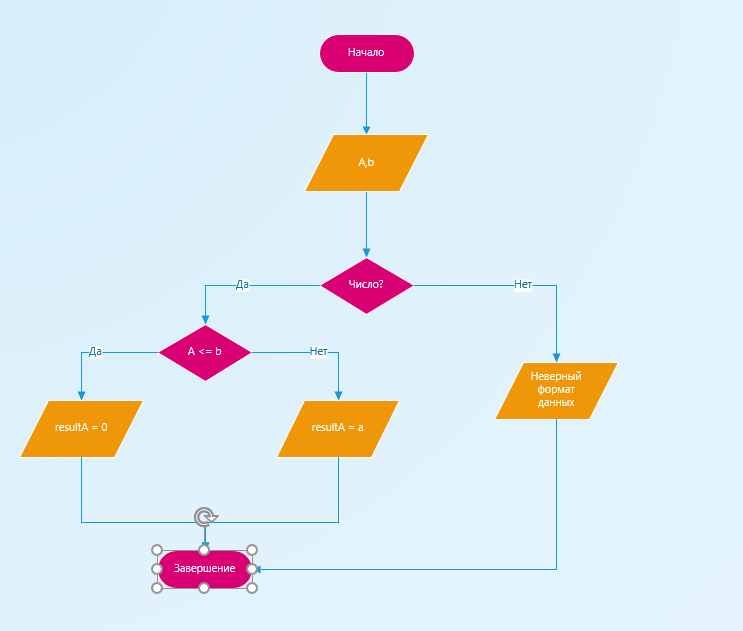 Начало
A,b
Число?
Да
Нет
A <= b
Да
Нет
Неверный
формат
данных
resultA = 0
resultA = a
Завершение